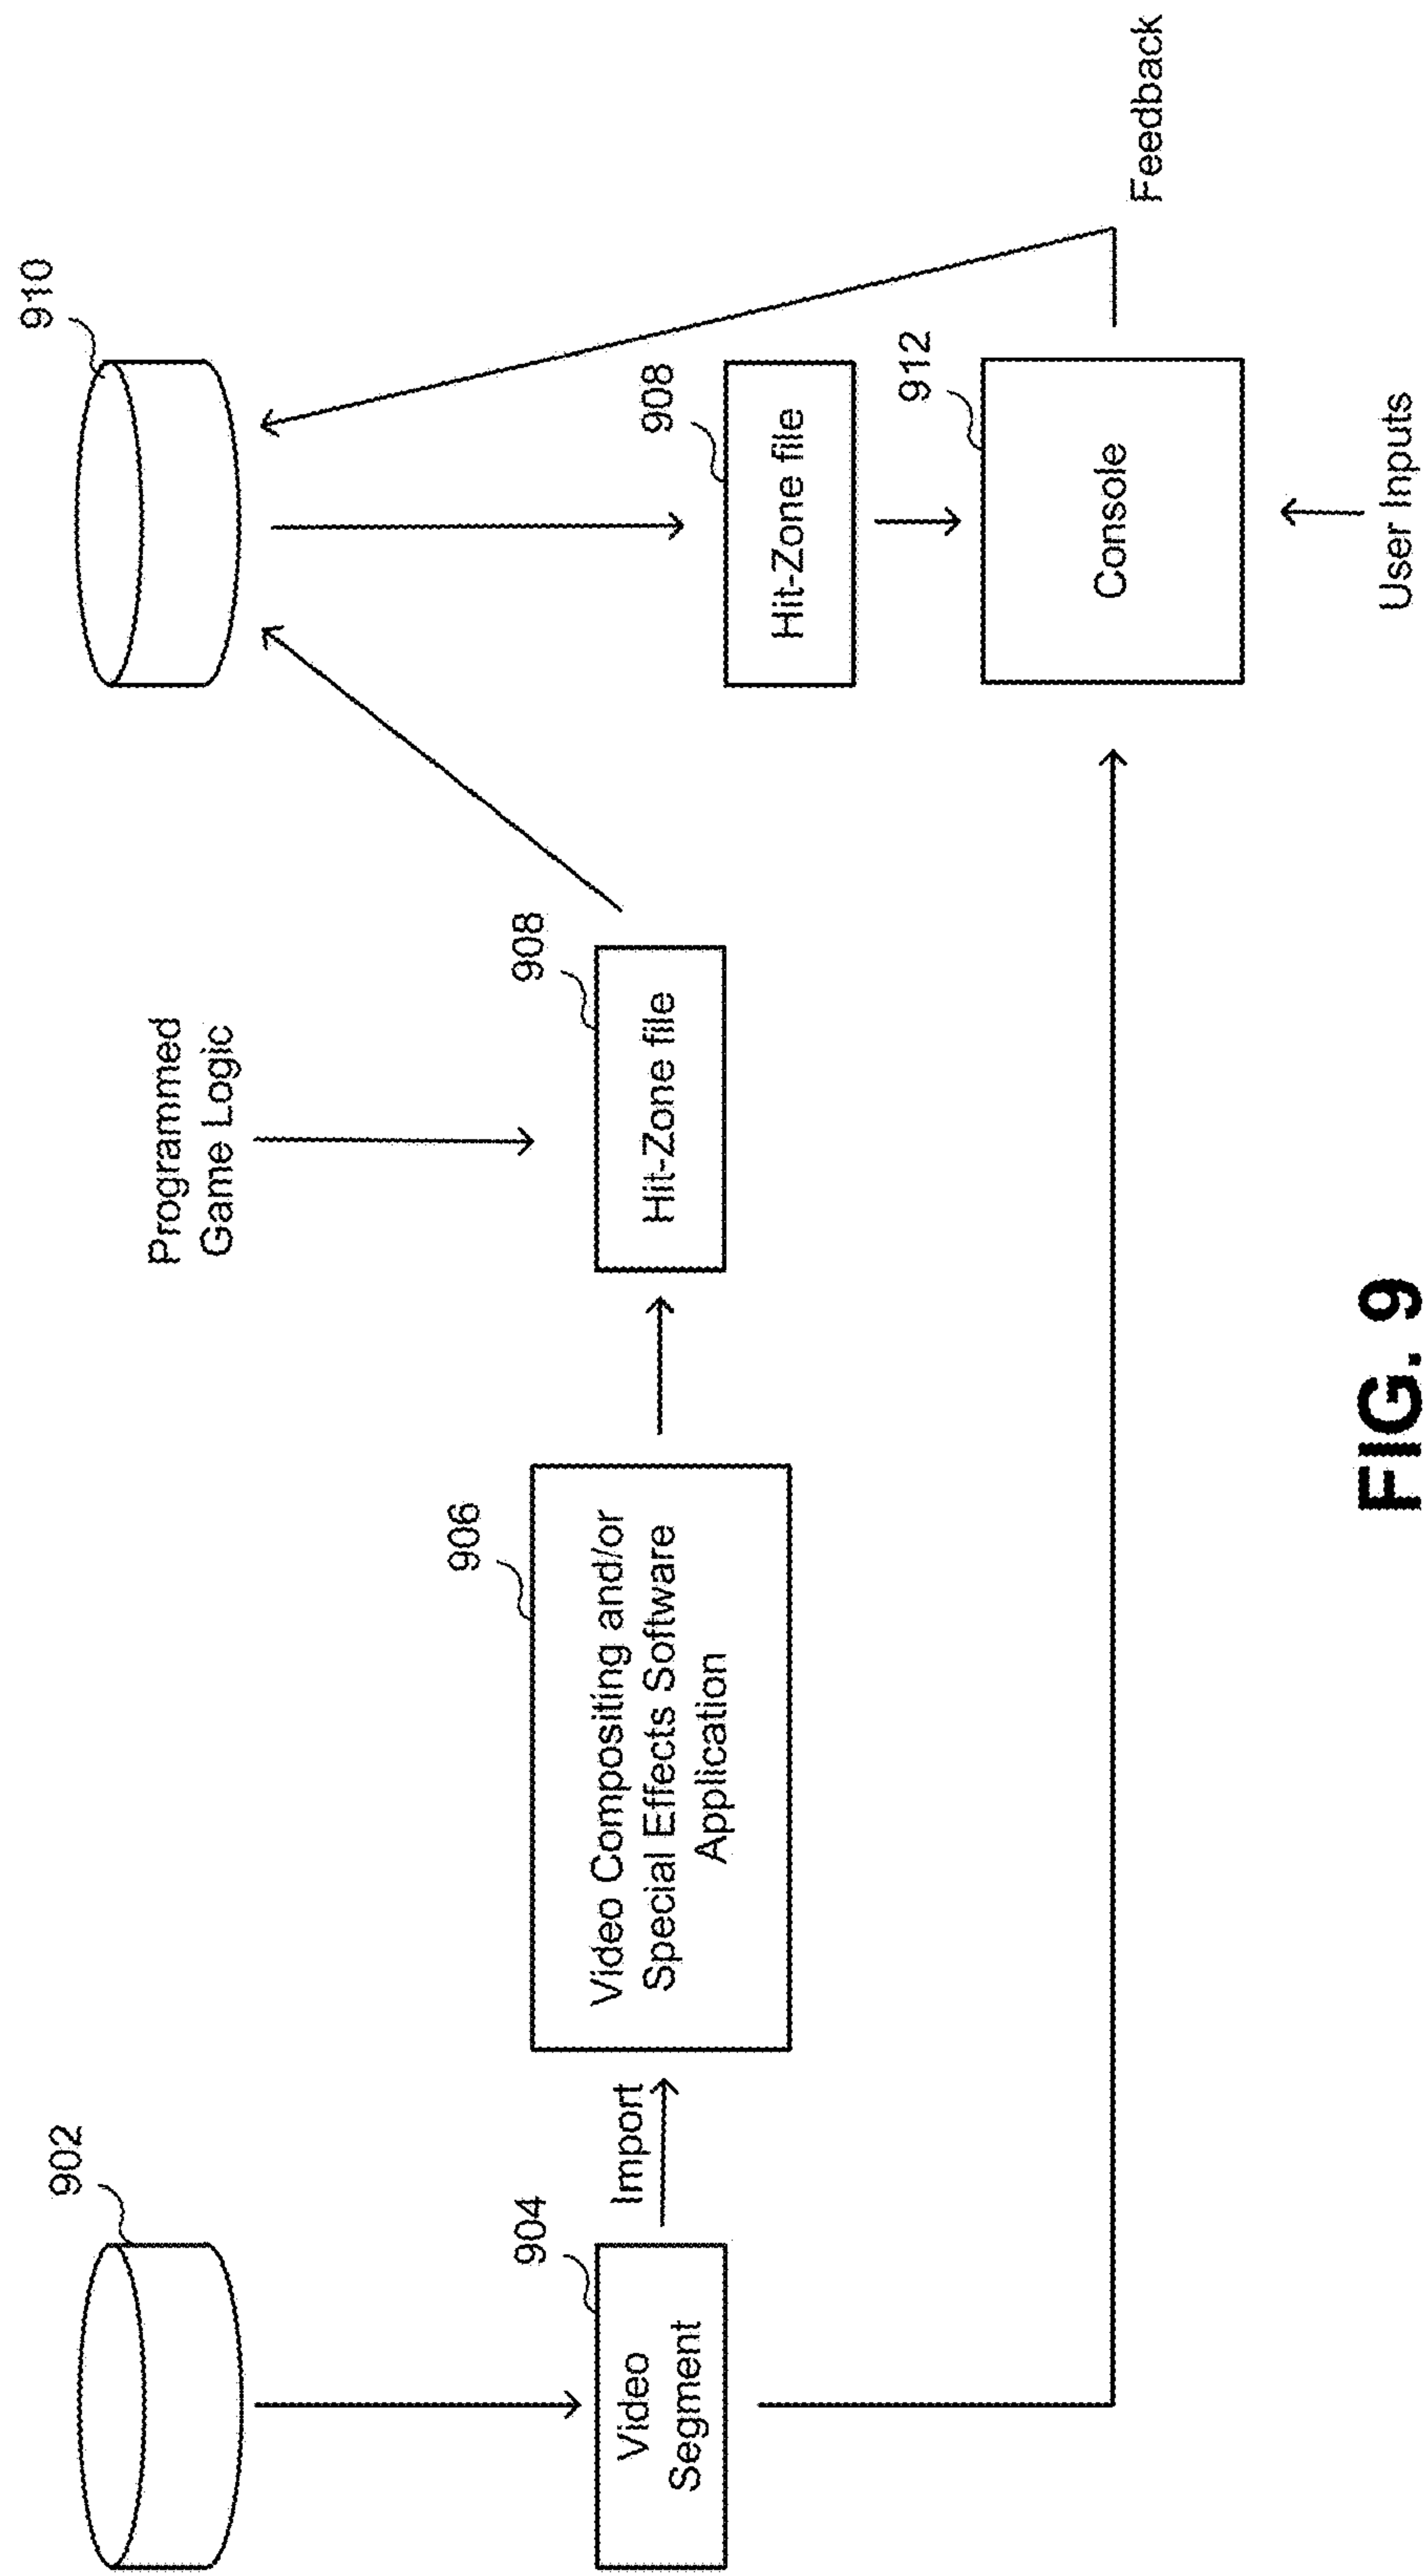 902
904
Video
Segment
Import
906
Video Compositing and/or
Special Effects Software
Application
Programmed
Game Logic
908
Hit-Zone file
910
908
Hit-Zone file
912
Console
User Inputs
Feedback
FIG. 9